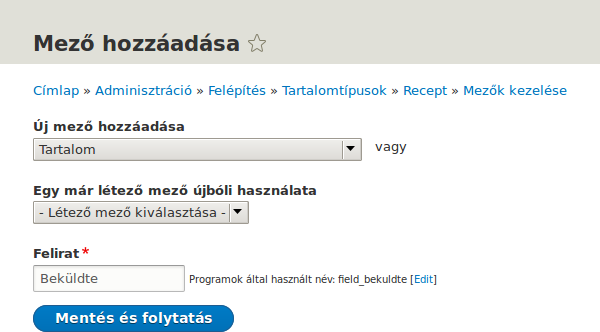 Mező hozzáadása
Címlap » Adminisztráció » Felépítés » Tartalomtípusok » Recept » Mezők kezelése
Új mező hozzáadása
Tartalom vagy
Egy már létező mező újbóli használata
- Létező mező kiválasztása -
Felirat*
Beküldte Programok által használt név: field_bekuldte [Edit]
Mentés és folytatás